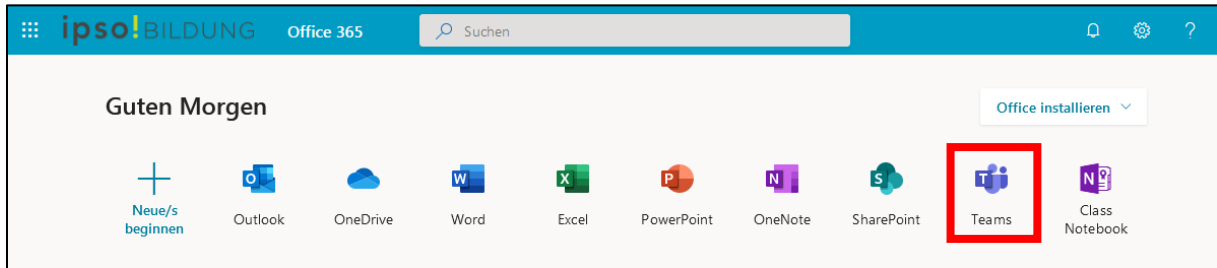 ipso!BILDUNG Office 365 Suchen ?
Guten Morgen
Office installieren
Neue/s beginnen
Outlook
OneDrive
Word
Excel
PowerPoint
OneNote
SharePoint
Teams
Class Notebook